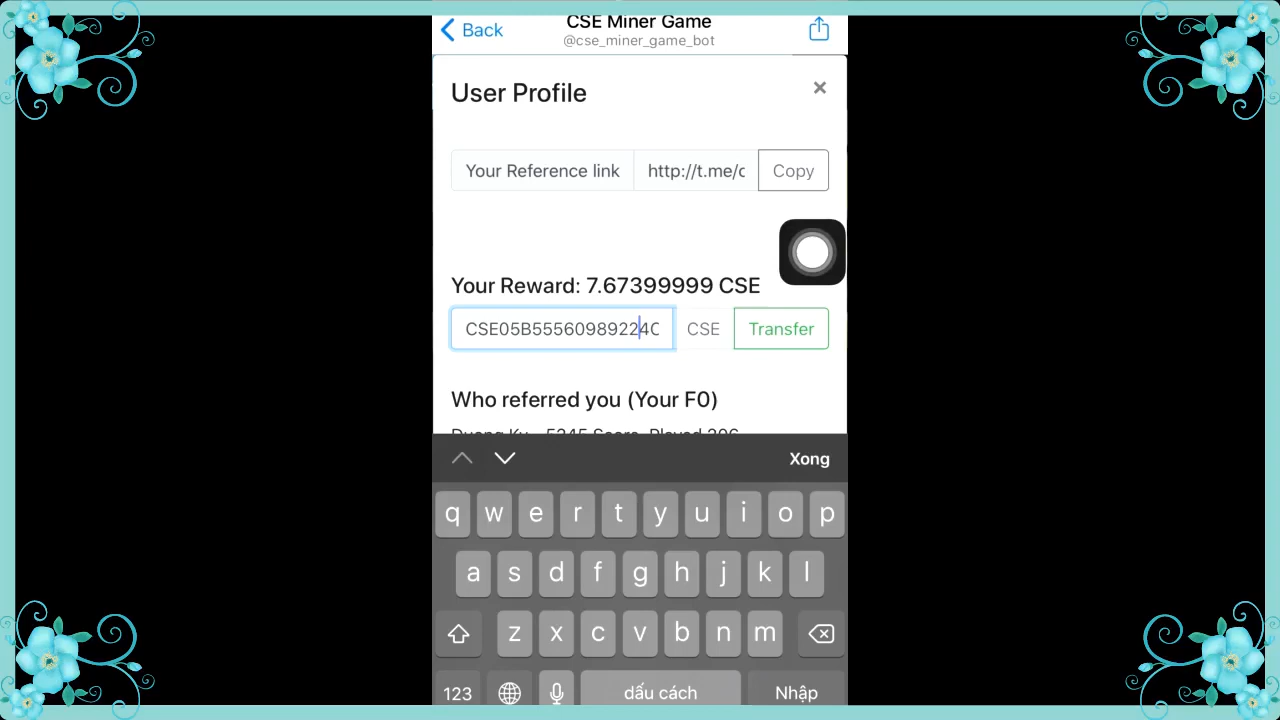 Back
CSE Miner Game
@cse_miner_game_bot
User Profile
×
Your Reference link http://t.me/c Copy
Your Reward: 7.67399999 CSE
CSE05B55560989224C CSE Transfer
Who referred you (Your F0)
Xong
q w e r t y u i o p
a s d f g h j k l
z x c v b n m
123 dấu cách Nhập